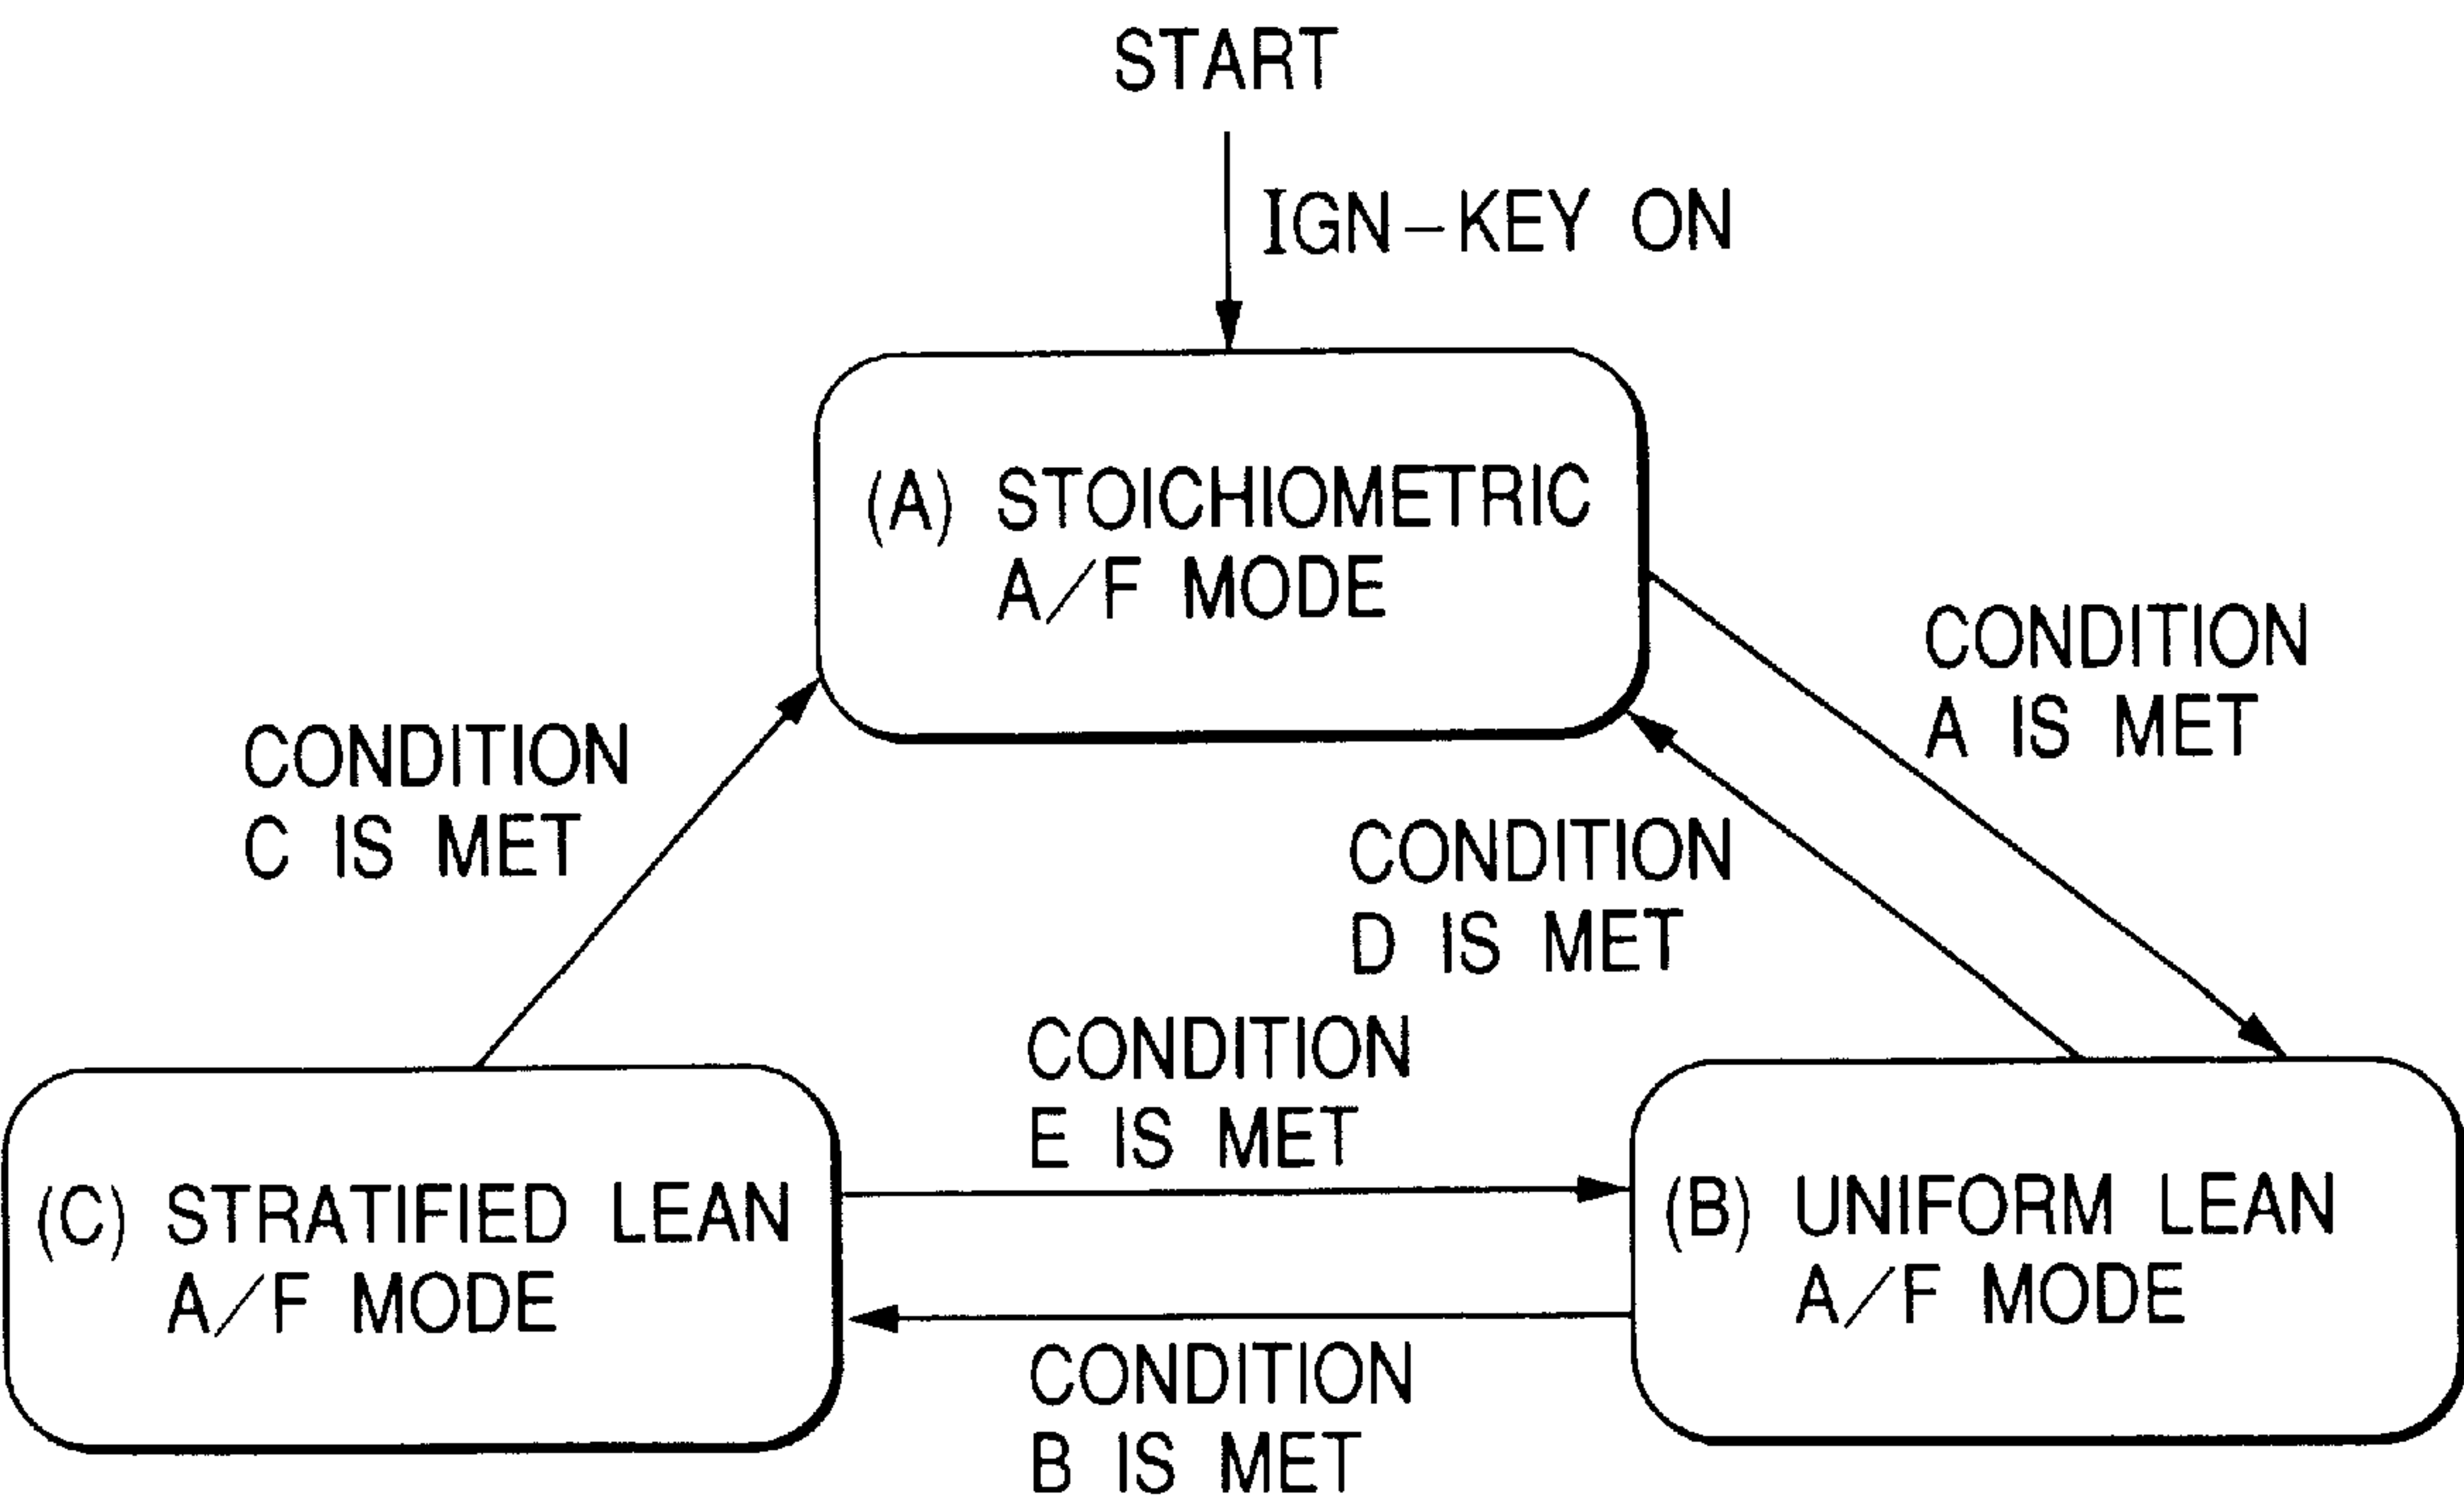 START
IGN-KEY ON
(A) STOICHIOMETRIC
A/F MODE
CONDITION
A IS MET
CONDITION
C IS MET
CONDITION
D IS MET
CONDITION
E IS MET
(C) STRATIFIED LEAN
A/F MODE
(B) UNIFORM LEAN
A/F MODE
CONDITION
B IS MET